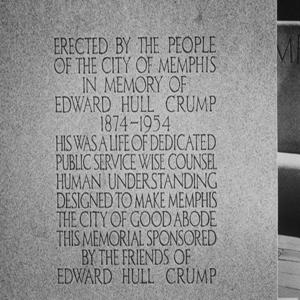 ERECTED BY THE PEOPLE
OF THE CITY OF MEMPHIS
IN MEMORY OF
EDWARD HULL CRUMP
1874-1954
HIS WAS A LIFE OF DEDICATED
PUBLIC SERVICE WISE COUNSEL
HUMAN UNDERSTANDING
DESIGNED TO MAKE MEMPHIS
THE CITY OF GOOD ABODE
THIS MEMORIAL SPONSORED
BY THE FRIENDS OF
EDWARD HULL CRUMP